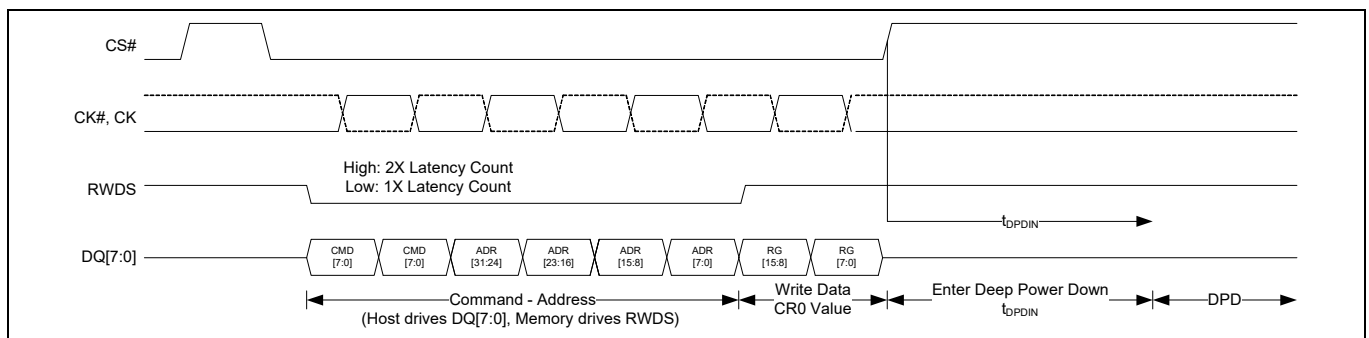 CS#
CK#, CK
High: 2X Latency Count
Low: 1X Latency Count
RWDS
tDPDIN
DQ[7:0]
CMD
[7:0]
CMD
[7:0]
ADR
[31:24]
ADR
[23:16]
ADR
[15:8]
ADR
[7:0]
RG
[15:8]
RG
[7:0]
Command - Address
(Host drives DQ[7:0], Memory drives RWDS)
Write Data
CR0 Value
Enter Deep Power Down
tDPDIN
DPD